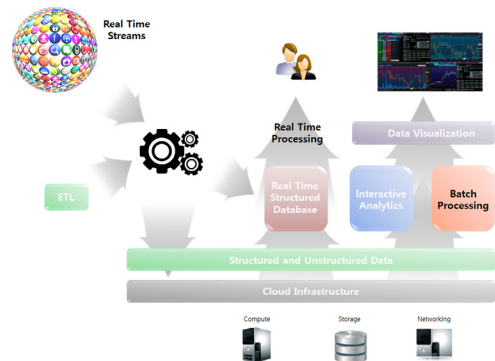 Real Time
Streams
Real Time
Processing
Data Visualization
ETL
Real Time
Structured
Database
Interactive
Analytics
Batch
Processing
Structured and Unstructured Data
Cloud Infrastructure
Compute
Storage
Networking